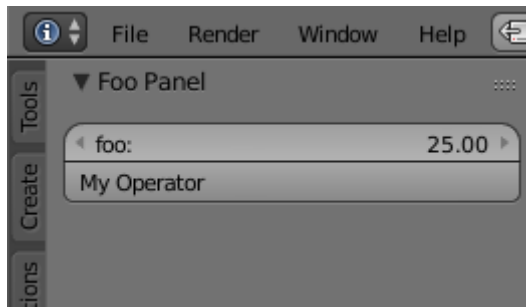 File Render Window Help
Tools
Foo Panel
foo: 25.00
Create
My Operator